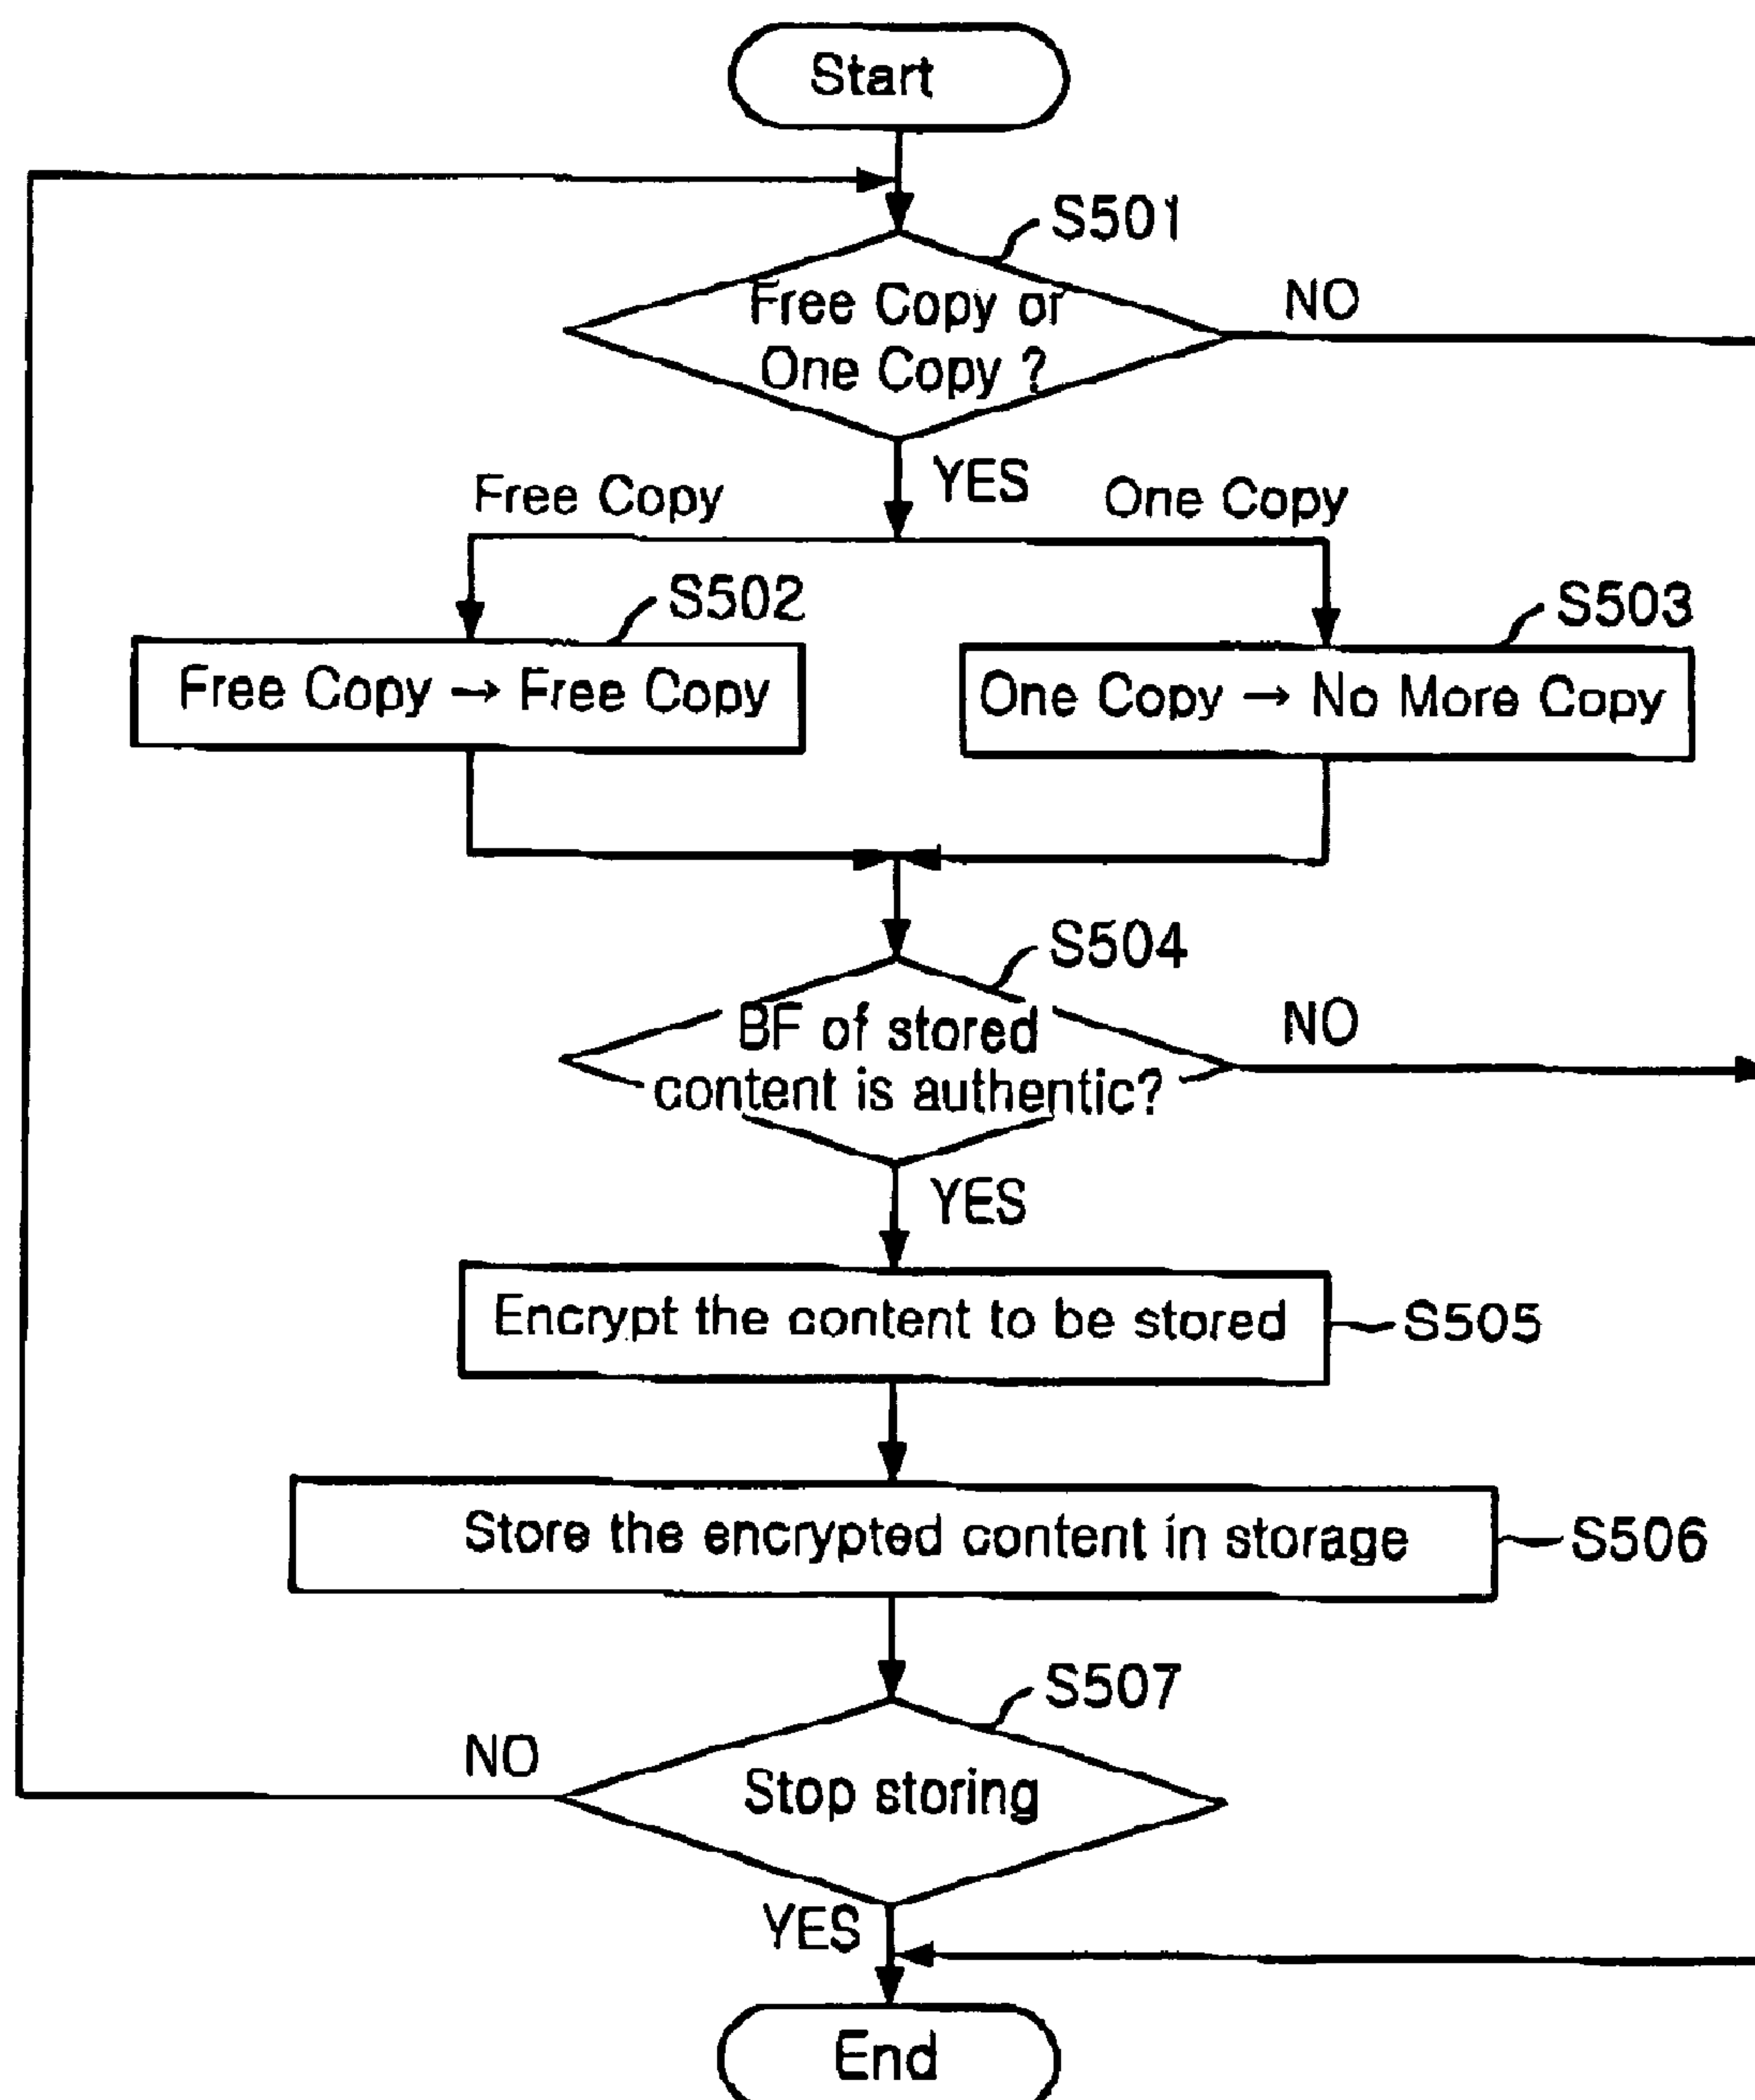 Start
S501
Free Copy or
One Copy ?
NO
YES
Free Copy
One Copy
S502
S503
Free Copy → Free Copy
One Copy → No More Copy
S504
BF of stored
content is authentic?
NO
YES
Encrypt the content to be stored
S505
Store the encrypted content in storage
S506
S507
NO
Stop storing
YES
End